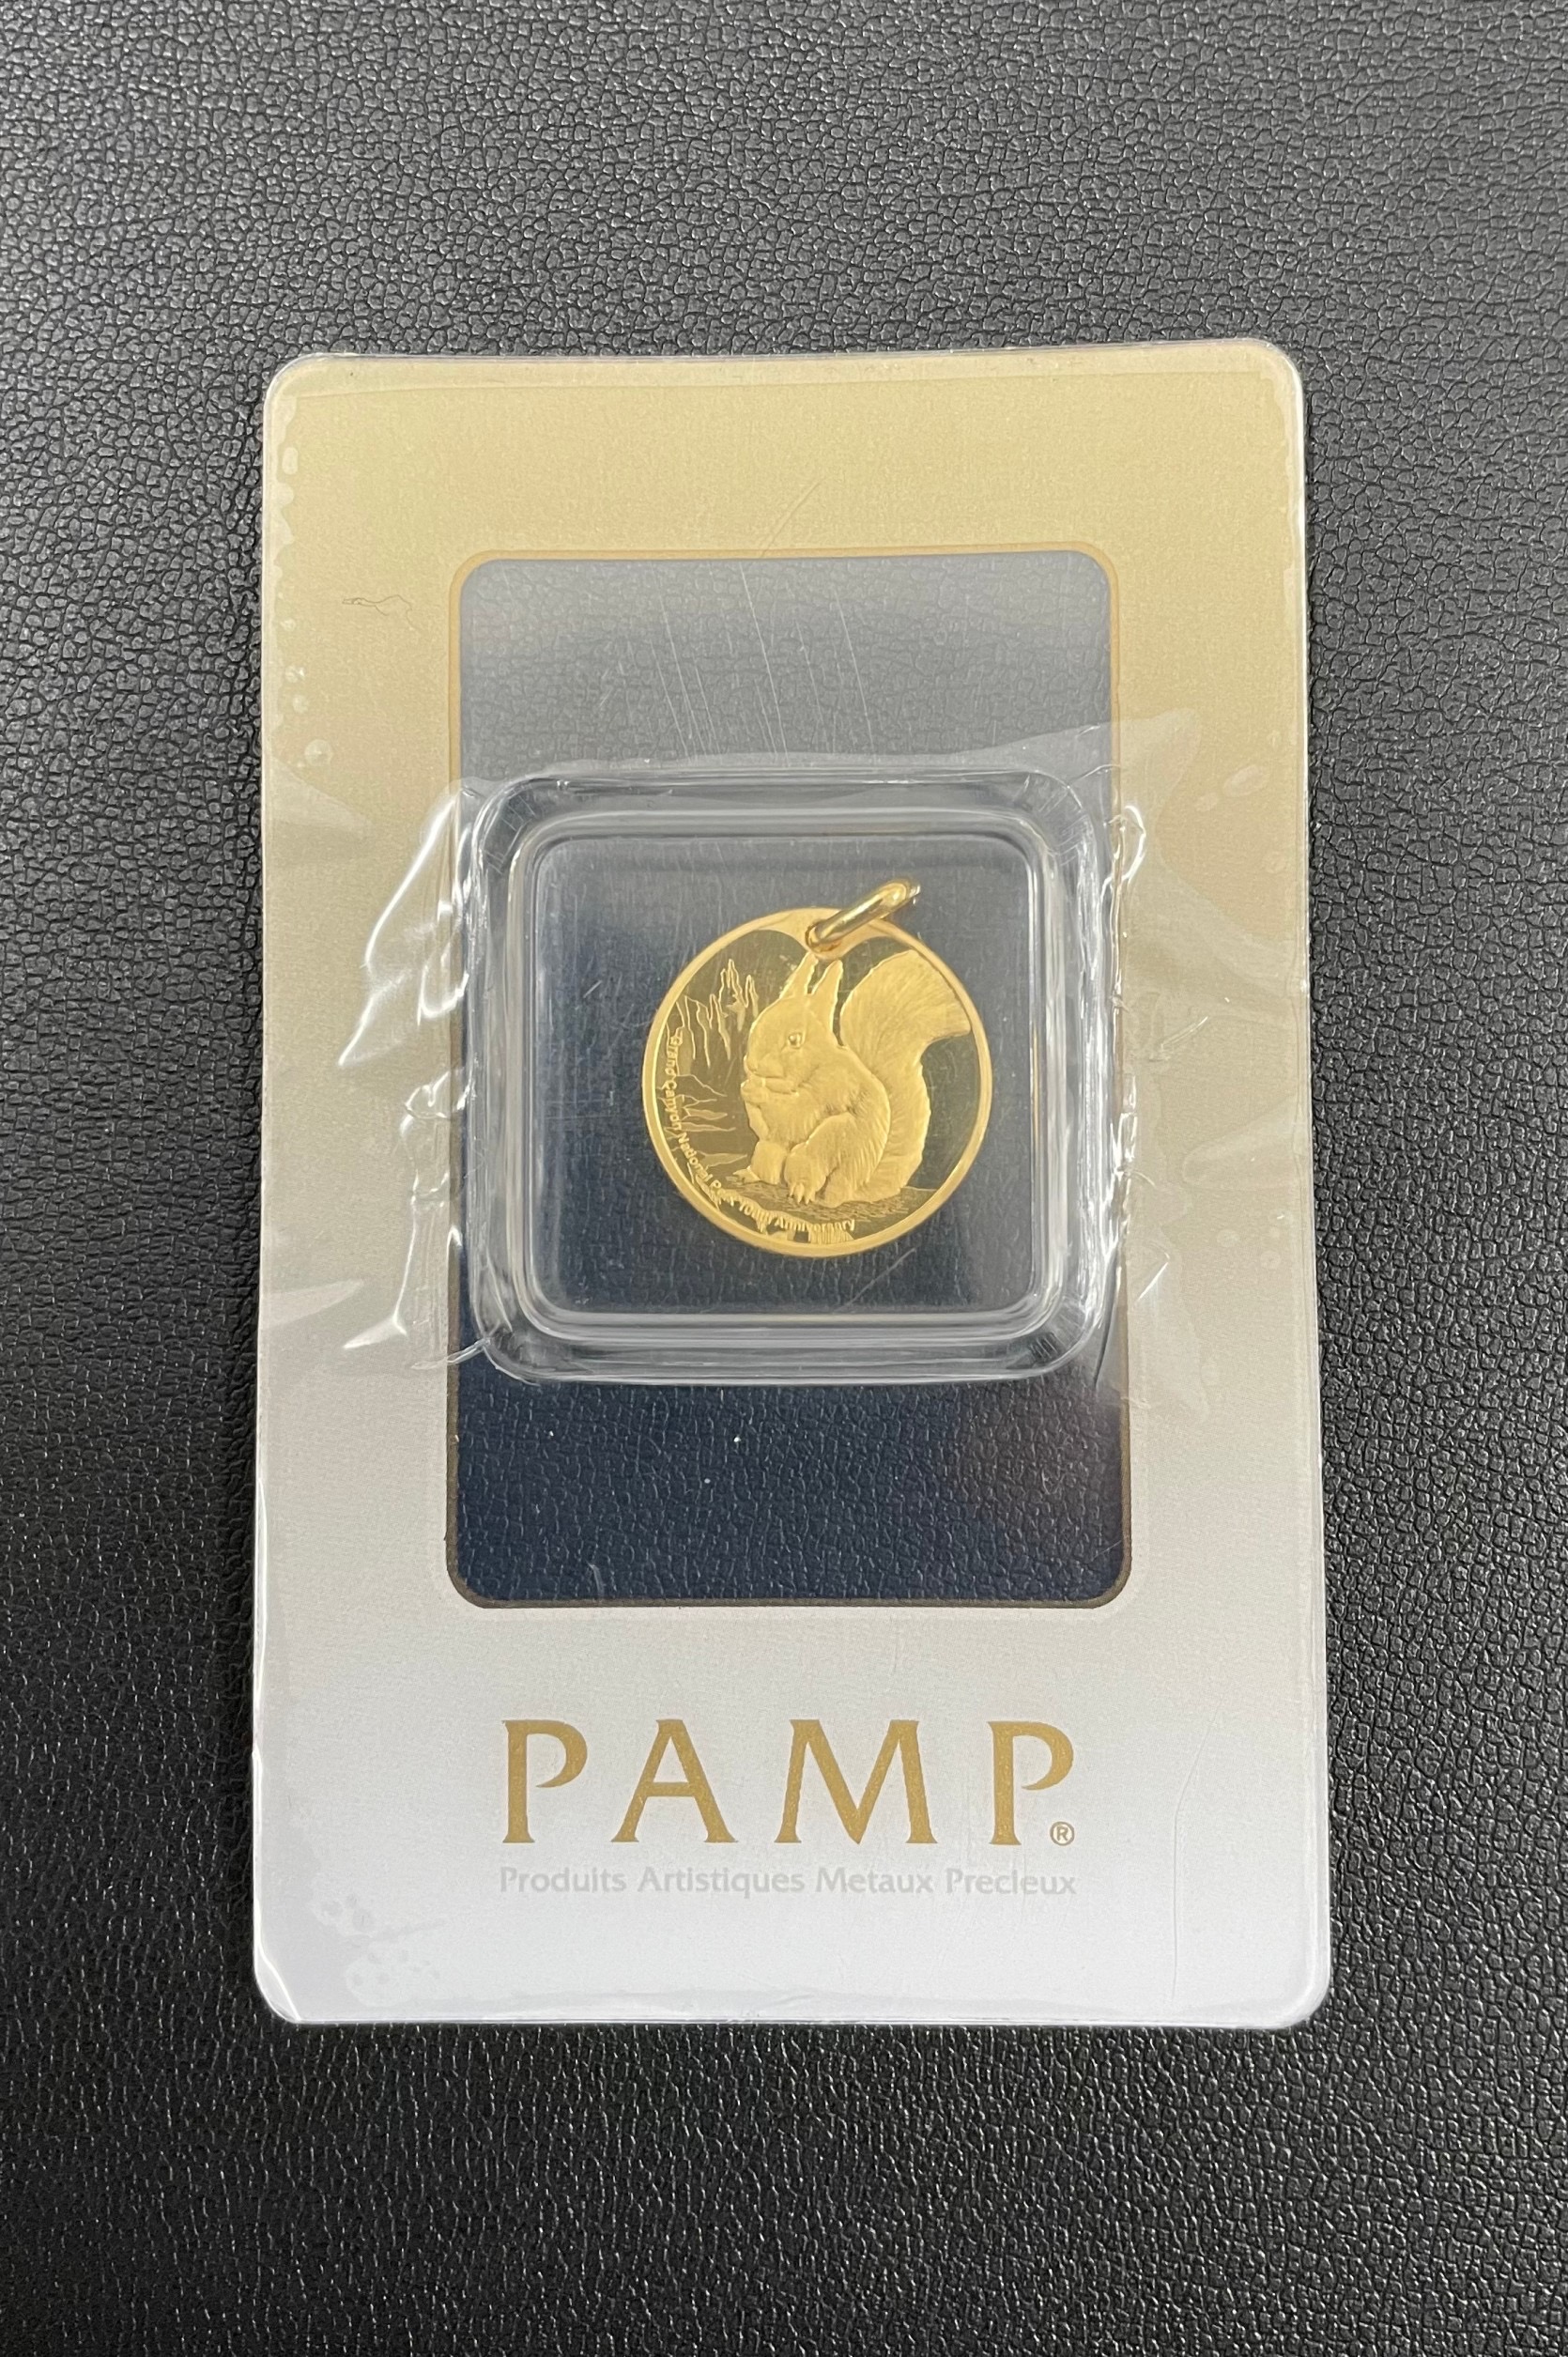 Grand Canyon National Park 100th Anniversary
PAMP®
Produits Artistiques Metaux Precieux